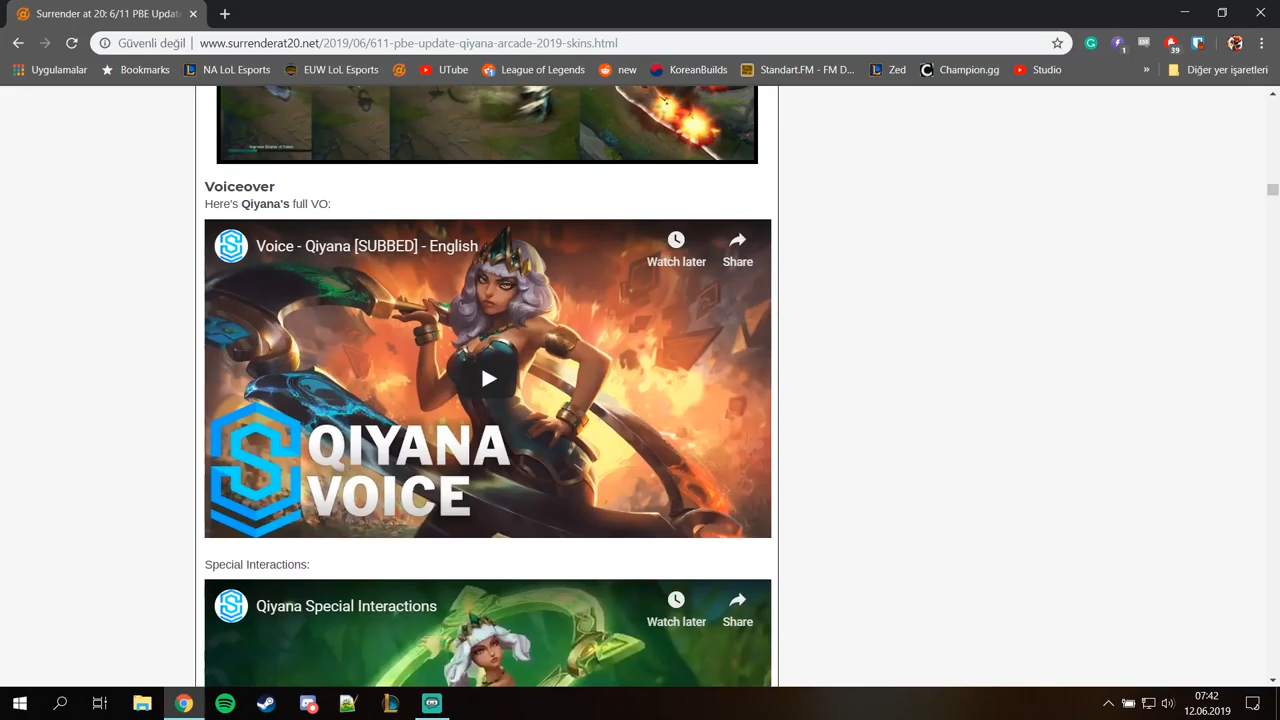 Surrender at 20: 6/11 PBE Updat
Güvenli değil
www.surrenderat20.net/2019/06/611-pbe-update-qiyana-arcade-2019-skins.html
1
39
Uygulamalar
Bookmarks
NA LoL Esports
EUW LoL Esports
UTube
League of Legends
new
KoreanBuilds
Standart.FM - FM D...
Zed
Champion.gg
Studio
»
Diğer yer işaretleri
Voiceover
Here's Qiyana's full VO:
Voice - Qiyana [SUBBED] - English
Watch later
Share
QIYANA
VOICE
Special Interactions:
Qiyana Special Interactions
Watch later
Share
07:42
12.06.2019